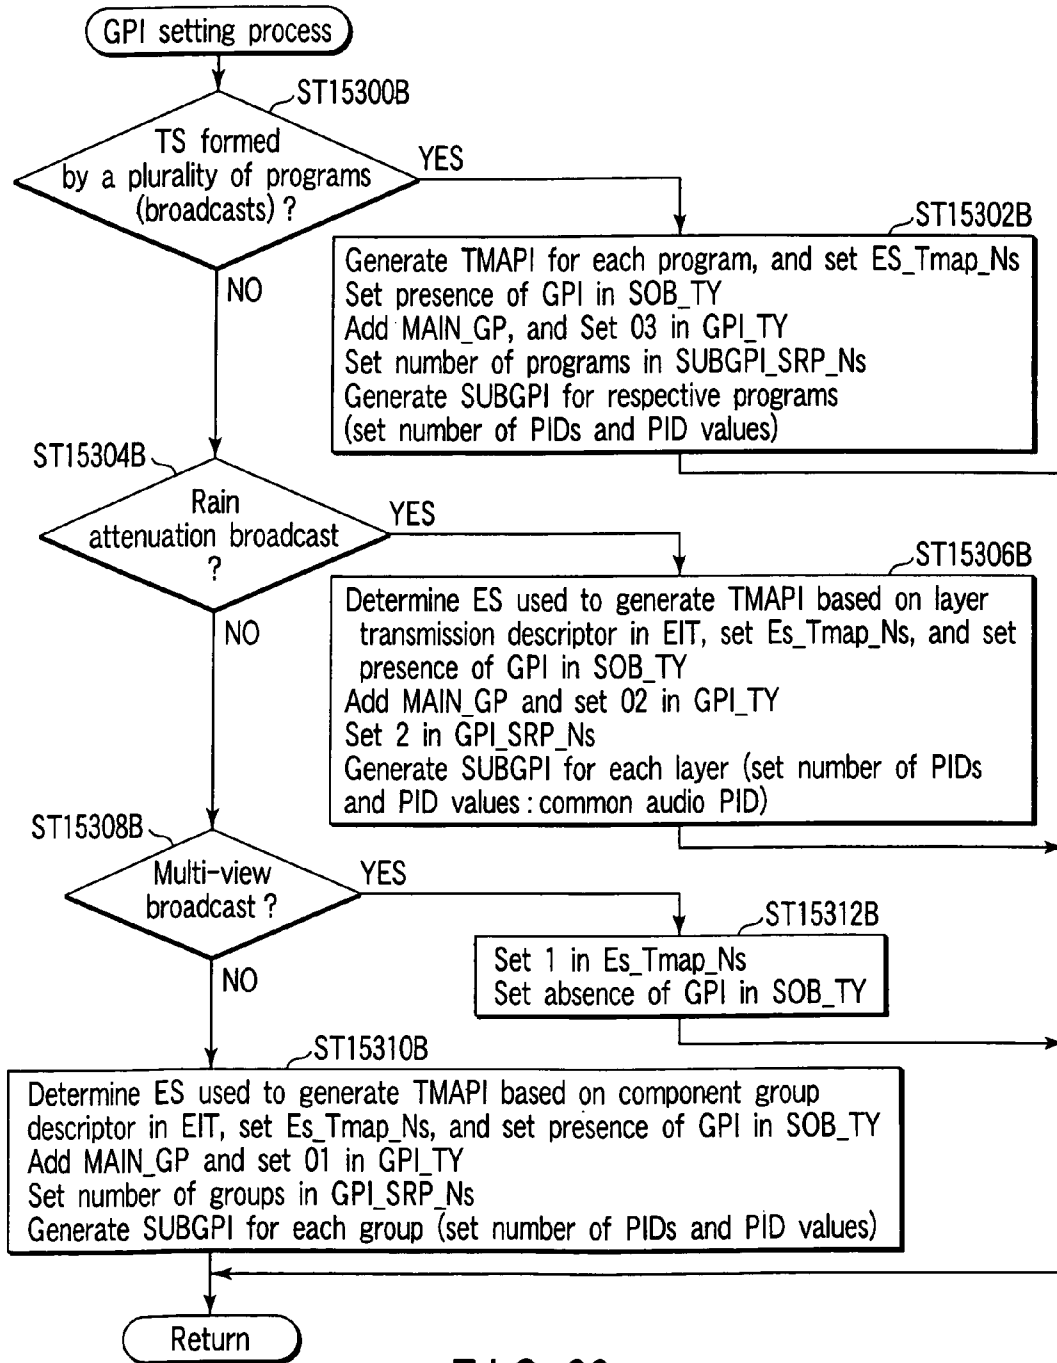 GPI setting process
ST15300B
TS formed
by a plurality of programs
(broadcasts) ?
YES
NO
ST15302B
Generate TMAPI for each program, and set ES_Tmap_Ns
Set presence of GPI in SOB_TY
Add MAIN_GP, and Set 03 in GPI_TY
Set number of programs in SUBGPI_SRP_Ns
Generate SUBGPI for respective programs
(set number of PIDs and PID values)
ST15304B
Rain
attenuation broadcast
?
YES
NO
ST15306B
Determine ES used to generate TMAPI based on layer
transmission descriptor in EIT, set Es_Tmap_Ns, and set
presence of GPI in SOB_TY
Add MAIN_GP and set 02 in GPI_TY
Set 2 in GPI_SRP_Ns
Generate SUBGPI for each layer (set number of PIDs
and PID values : common audio PID)
ST15308B
Multi-view
broadcast ?
YES
NO
ST15312B
Set 1 in Es_Tmap_Ns
Set absence of GPI in SOB_TY
ST15310B
Determine ES used to generate TMAPI based on component group
descriptor in EIT, set Es_Tmap_Ns, and set presence of GPI in SOB_TY
Add MAIN_GP and set 01 in GPI_TY
Set number of groups in GPI_SRP_Ns
Generate SUBGPI for each group (set number of PIDs and PID values)
Return